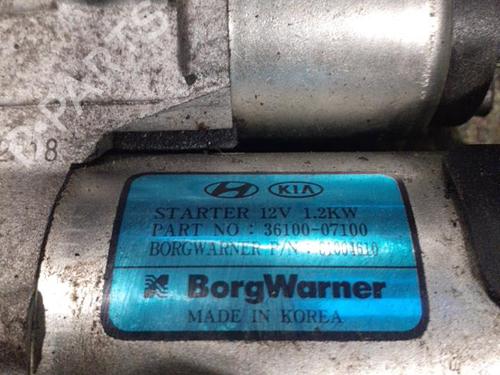 KIA
STARTER 12V 1.2KW
PART NO : 36100-07100
BORGWARNER P/N :
BorgWarner
MADE IN KOREA